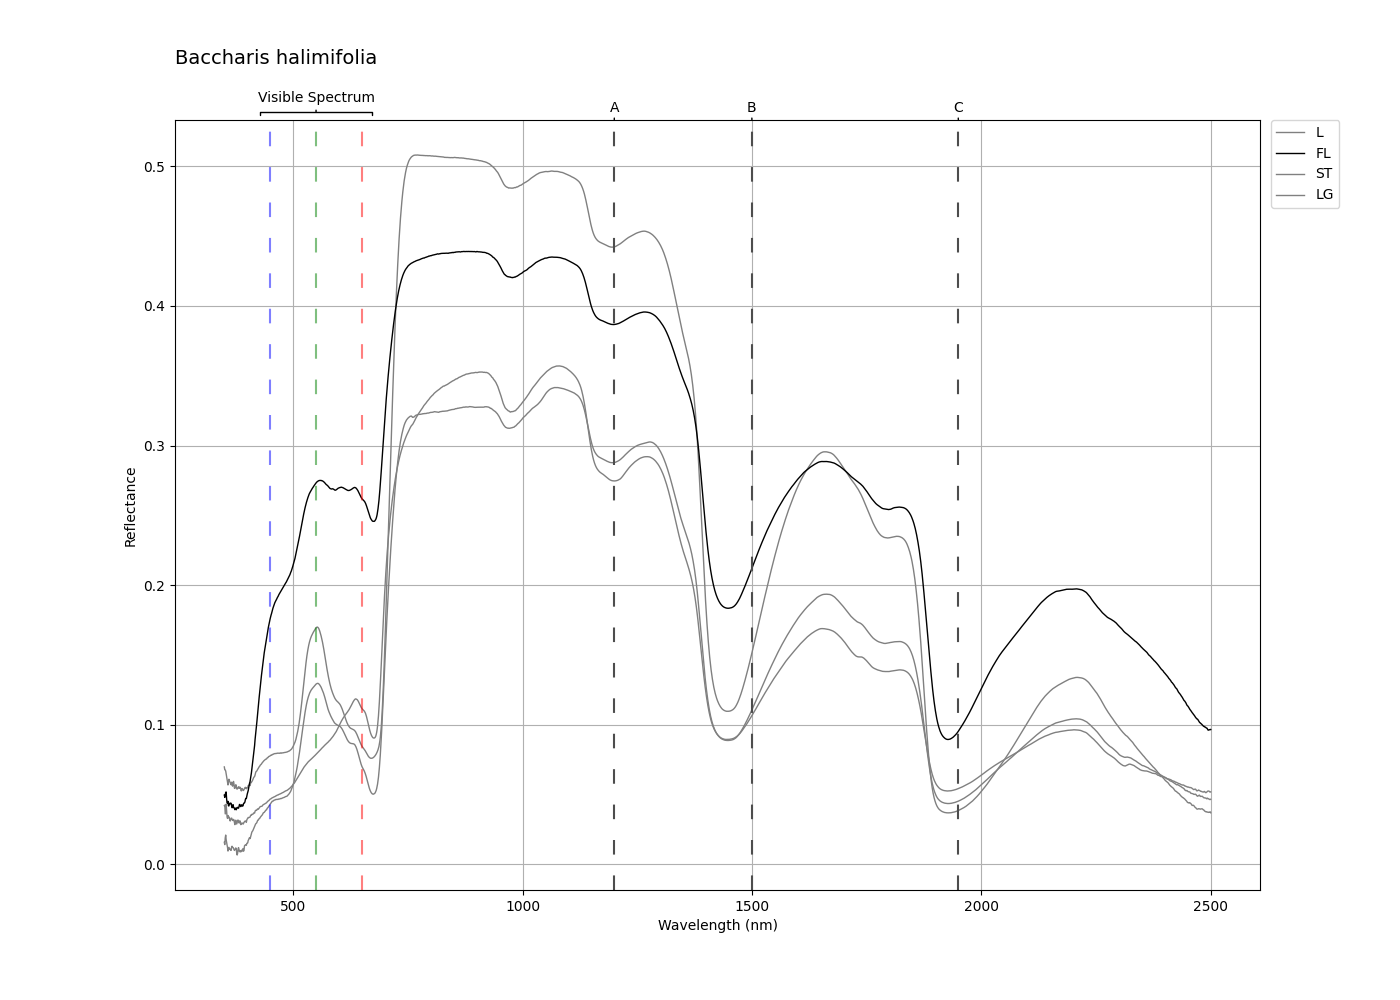 Baccharis halimifolia
Visible Spectrum
A
B
C
L
FL
ST
LG
0.5
0.4
0.3
0.2
0.1
0.0
Reflectance
500
1000
1500
2000
2500
Wavelength (nm)